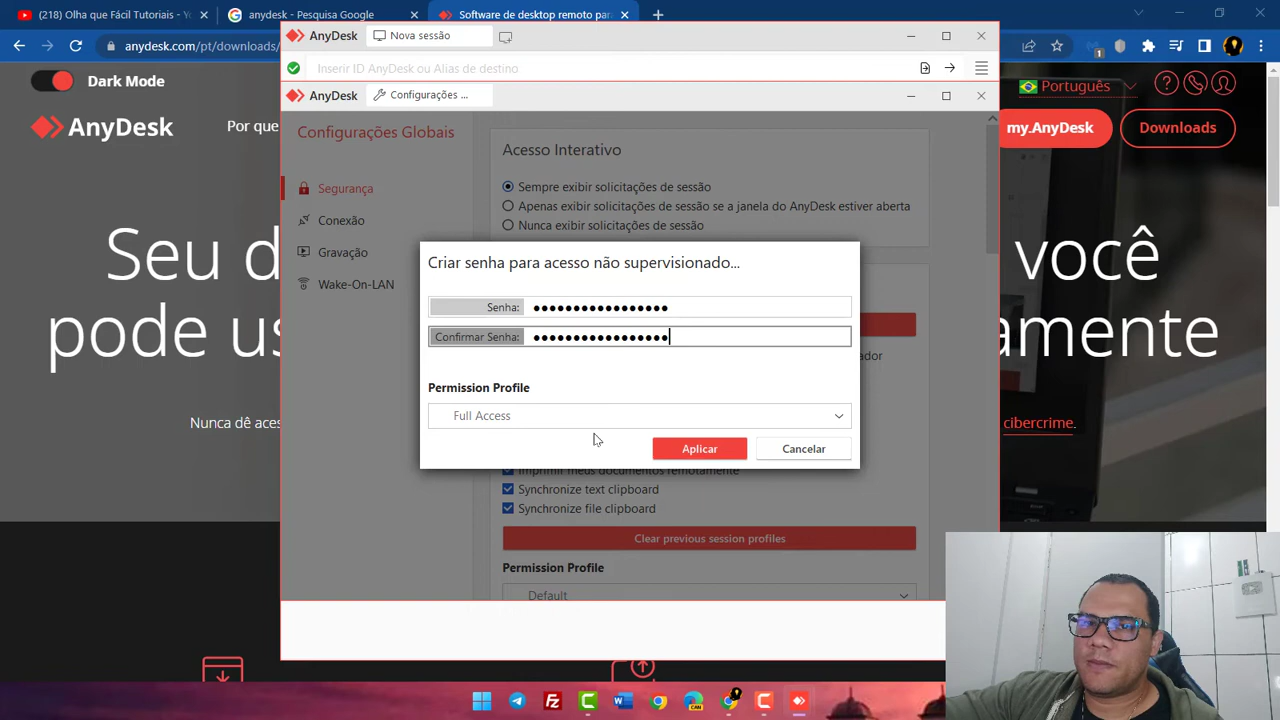 (218) Olha que Fácil Tutoriais - Yo
anydesk - Pesquisa Google
Software de desktop remoto para
anydesk.com/pt/downloads/
Dark Mode
AnyDesk
Por que
Português
my.AnyDesk
Downloads
AnyDesk
Nova sessão
Inserir ID AnyDesk ou Alias de destino
AnyDesk
Configurações ...
Configurações Globais
Segurança
Conexão
Gravação
Wake-On-LAN
Acesso Interativo
Sempre exibir solicitações de sessão
Apenas exibir solicitações de sessão se a janela do AnyDesk estiver aberta
Nunca exibir solicitações de sessão
Criar senha para acesso não supervisionado...
Senha: ●●●●●●●●●●●●●●●●●
Confirmar Senha: ●●●●●●●●●●●●●●●●●
Permission Profile
Full Access
Aplicar
Cancelar
ador
Imprimir meus documentos remotamente
Synchronize text clipboard
Synchronize file clipboard
Clear previous session profiles
Permission Profile
Default
Seu d
você
pode us
amente
Nunca dê aces
cibercrime.
1
Fz
W
CAM